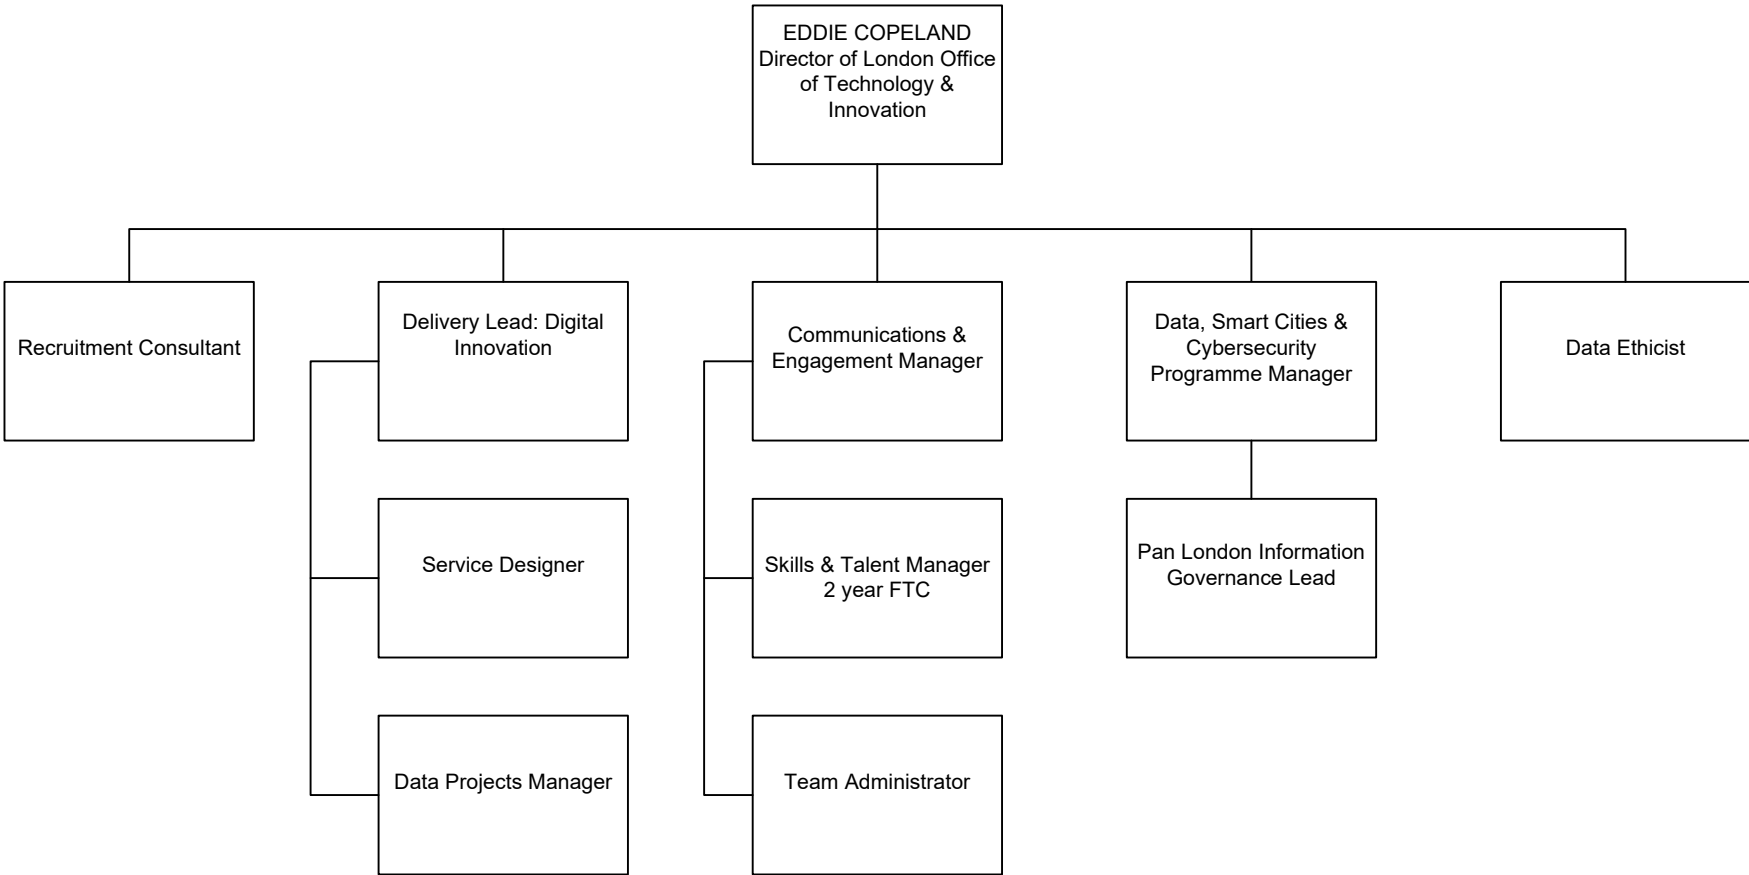 EDDIE COPELAND
Director of London Office
of Technology &
Innovation
Recruitment Consultant
Delivery Lead: Digital
Innovation
Communications &
Engagement Manager
Data, Smart Cities &
Cybersecurity
Programme Manager
Data Ethicist
Service Designer
Skills & Talent Manager
2 year FTC
Pan London Information
Governance Lead
Data Projects Manager
Team Administrator